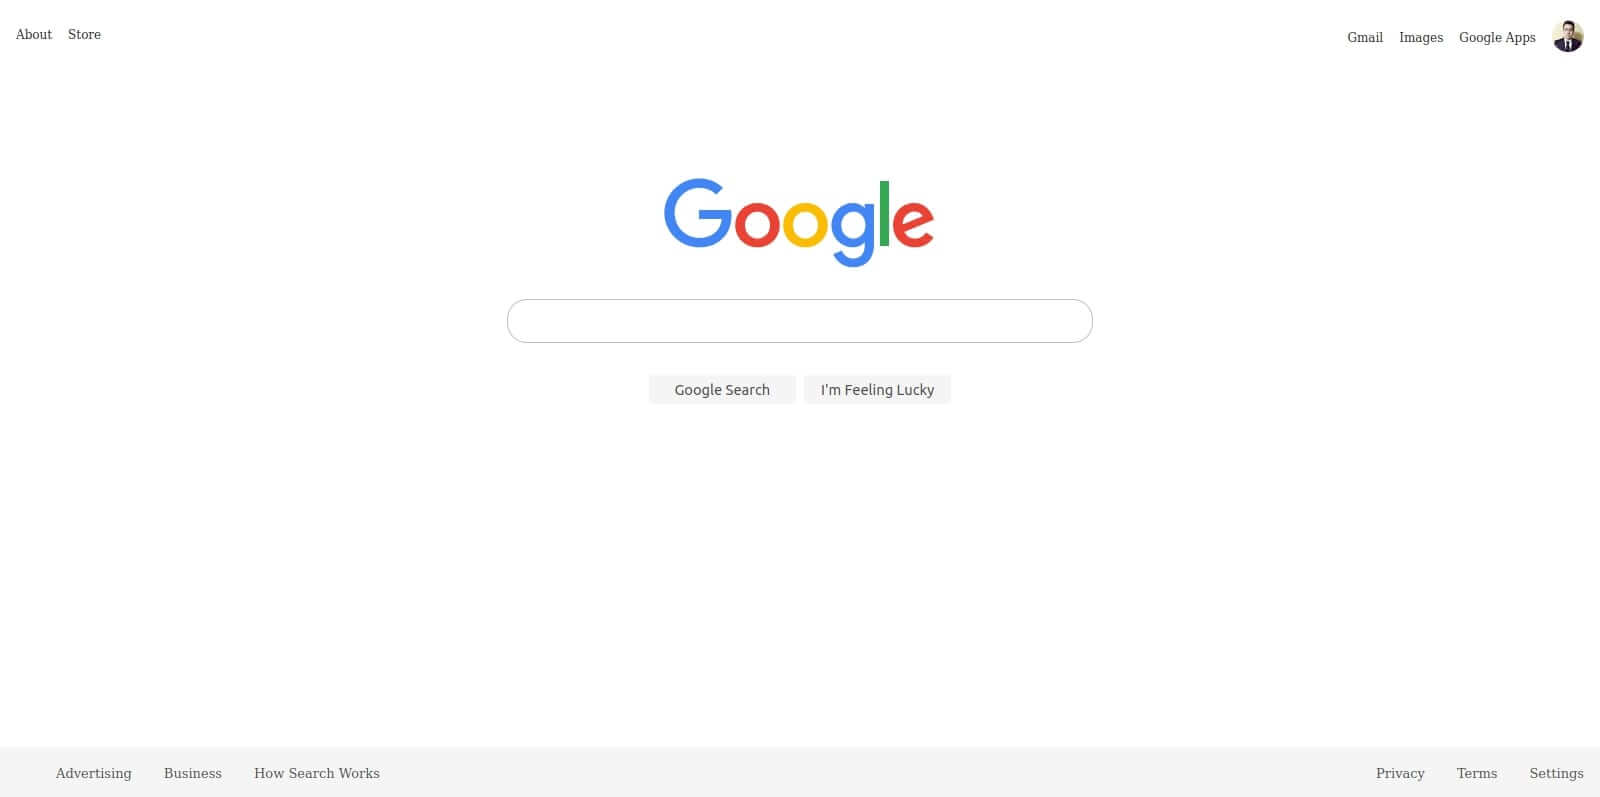 About Store
Gmail Images Google Apps
Google
Google Search I'm Feeling Lucky
Advertising Business How Search Works
Privacy Terms Settings